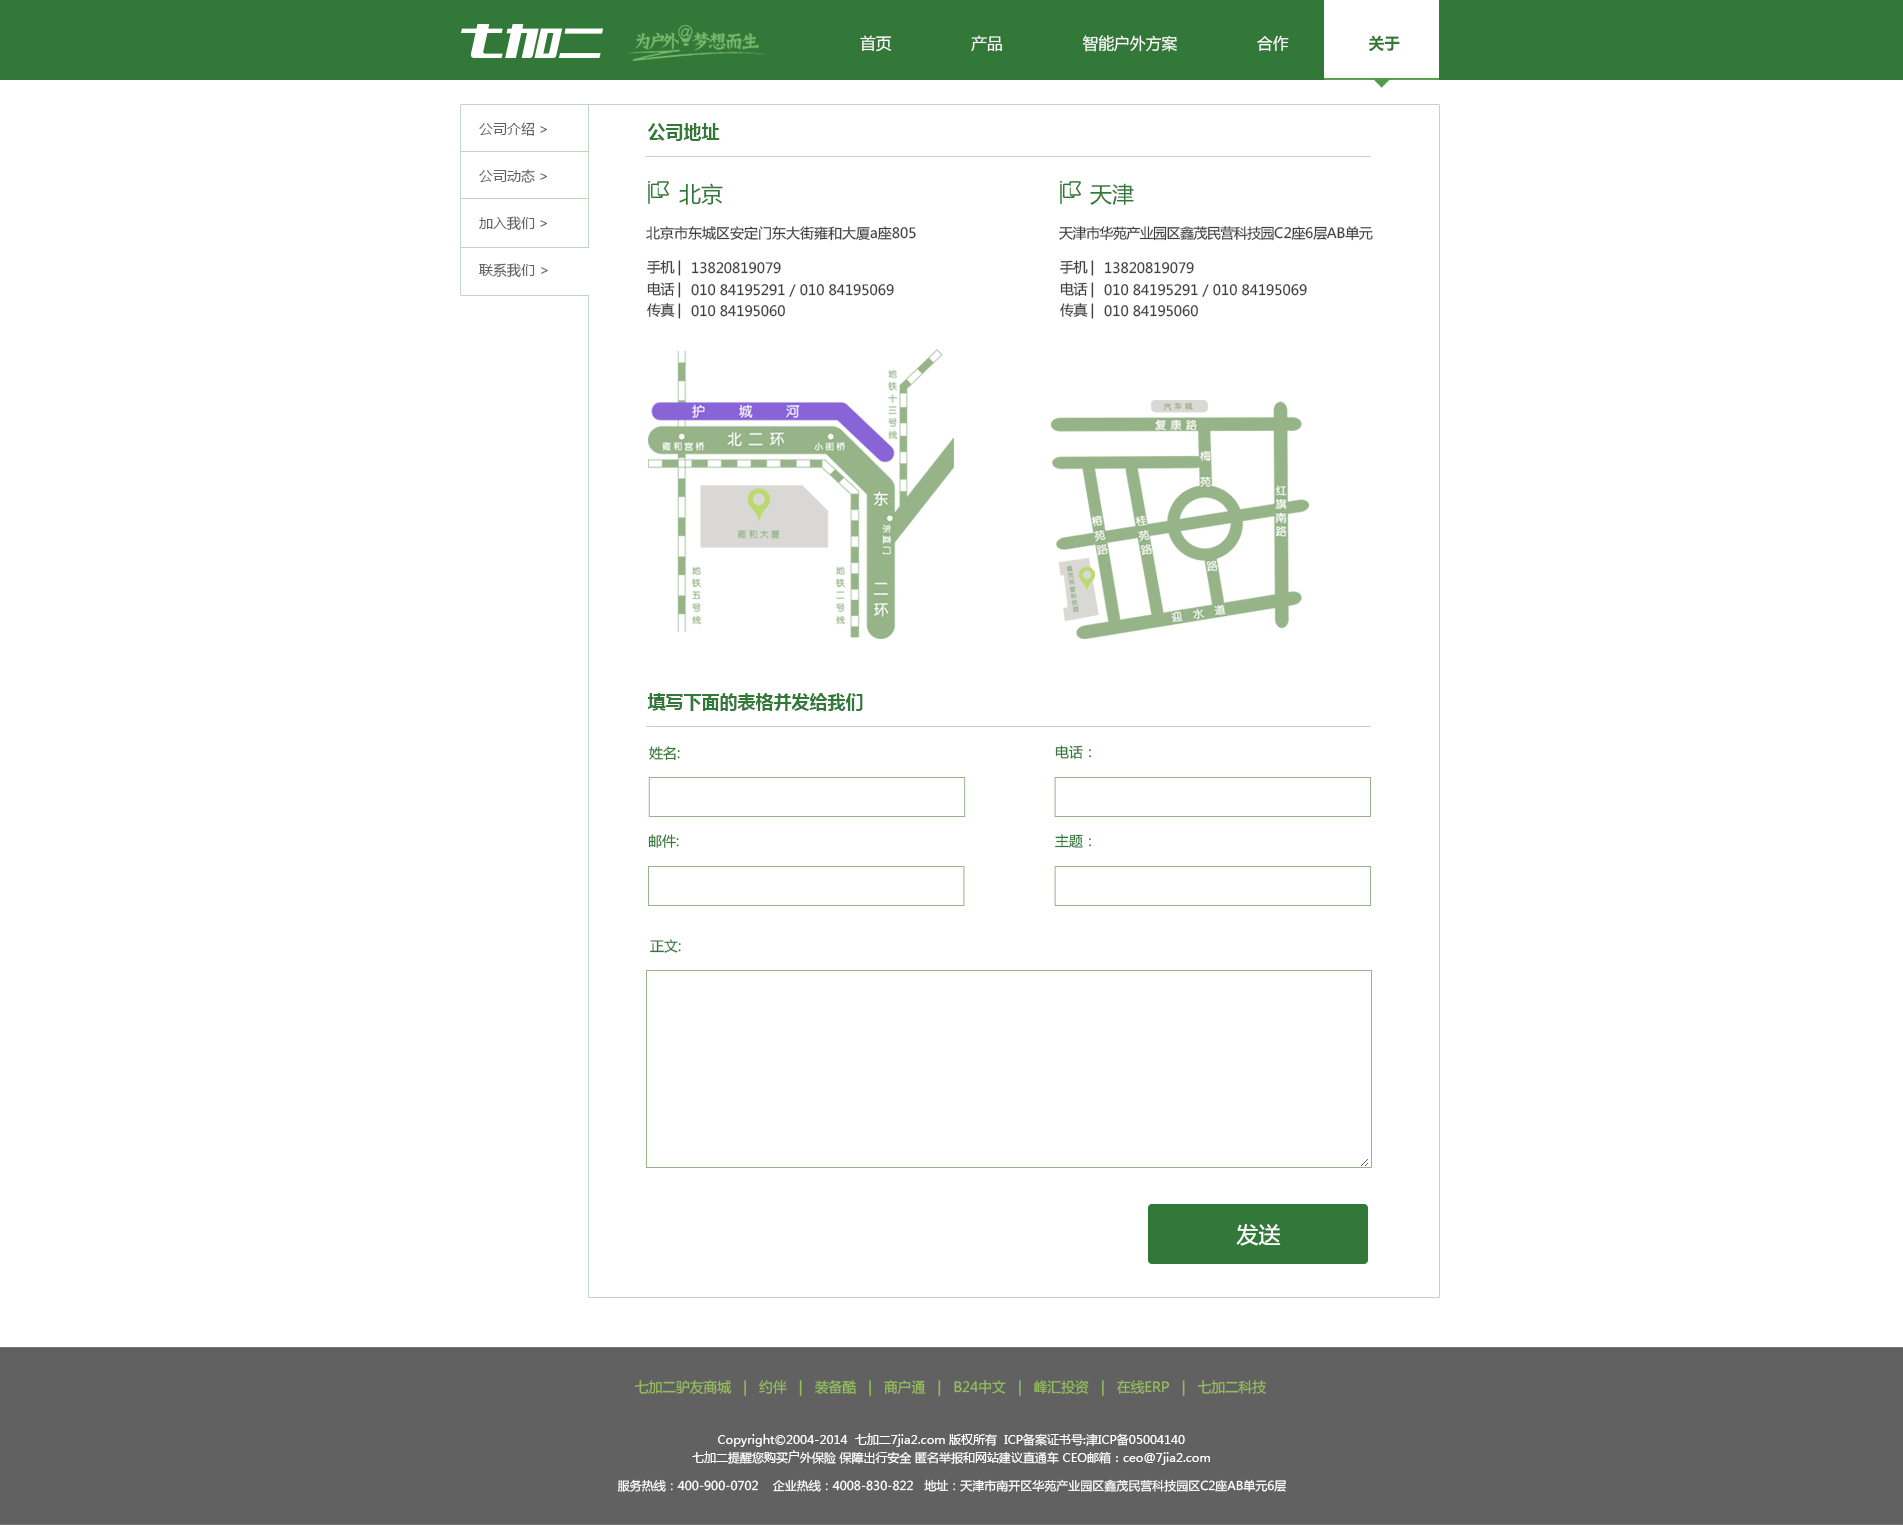 七加二 为户外梦想而生 首页 产品 智能户外方案 合作 关于
公司介绍 >
公司动态 >
加入我们 >
联系我们 >
公司地址
北京
北京市东城区安定门东大街雍和大厦a座805
手机 | 13820819079
电话 | 010 84195291 / 010 84195069
传真 | 010 84195060
天津
天津市华苑产业园区鑫茂民营科技园C2座6层AB单元
手机 | 13820819079
电话 | 010 84195291 / 010 84195069
传真 | 010 84195060
地铁十三号线
护城河
北二环
雍和宫桥
小街桥
东二环
东直门
雍和大厦
地铁五号线
地铁二号线
汽车城
复康路
梅苑路
红旗南路
榕苑路
桂苑路
鑫茂民营科技园
迎水道
填写下面的表格并发给我们
姓名:
电话：
邮件:
主题：
正文:
发送
七加二驴友商城 | 约伴 | 装备酷 | 商户通 | B24中文 | 峰汇投资 | 在线ERP | 七加二科技
Copyright©2004-2014 七加二7jia2.com 版权所有 ICP备案证书号:津ICP备05004140
七加二提醒您购买户外保险 保障出行安全 匿名举报和网站建议直通车 CEO邮箱：ceo@7jia2.com
服务热线：400-900-0702 企业热线：4008-830-822 地址：天津市南开区华苑产业园区鑫茂民营科技园区C2座AB单元6层